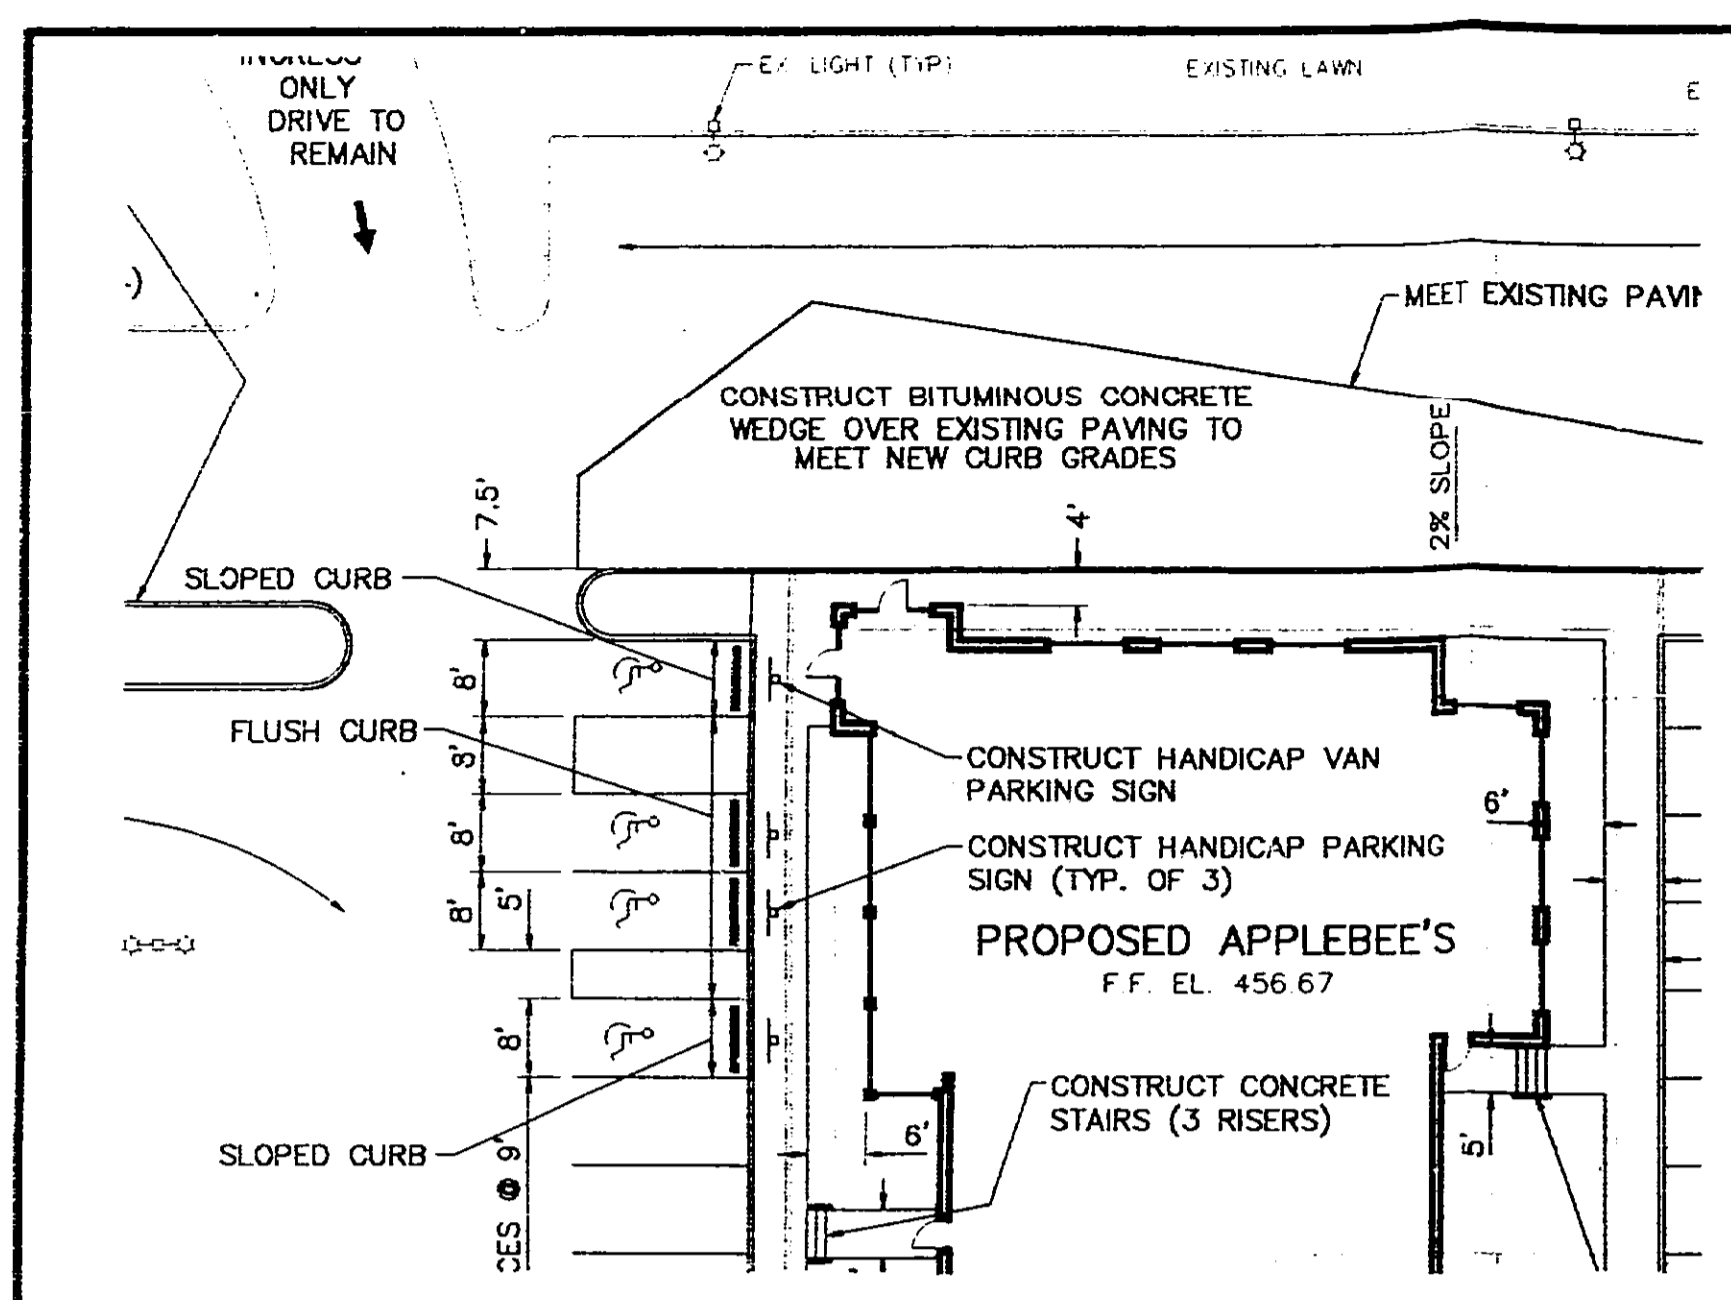 ONLY
DRIVE TO
REMAIN
LIGHT (TYP)
EXISTING LAWN
MEET EXISTING
CONSTRUCT BITUMINOUS CONCRETE
WEDGE OVER EXISTING PAVING TO
MEET NEW CURB GRADES
2% SLOPE
7.5'
4'
SLOPED CURB
8'
FLUSH CURB
8'
8'
8'
5'
8'
CONSTRUCT HANDICAP VAN
PARKING SIGN
6'
CONSTRUCT HANDICAP PARKING
SIGN (TYP. OF 3)
PROPOSED APPLEBEE'S
F.F. EL. 456.67
CONSTRUCT CONCRETE
STAIRS (3 RISERS)
6'
5'
SLOPED CURB
@ 9'